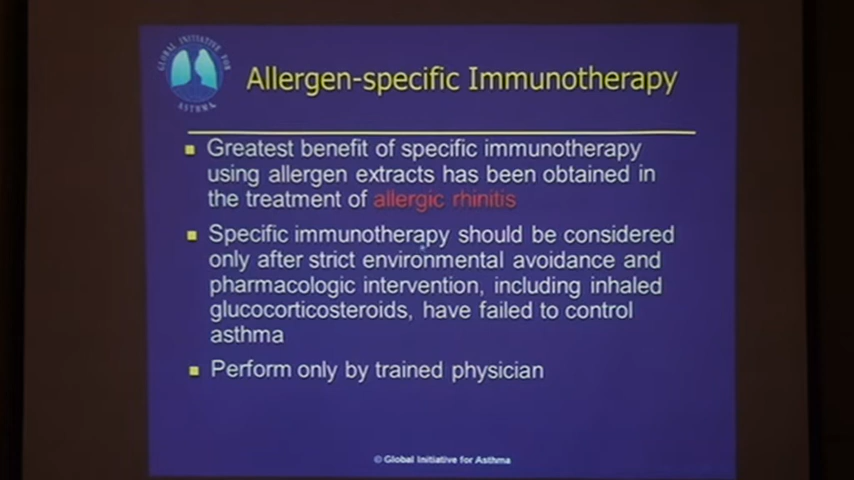 GLOBAL INITIATIVE FOR
ASTHMA
Allergen-specific Immunotherapy
Greatest benefit of specific immunotherapy
using allergen extracts has been obtained in
the treatment of allergic rhinitis
Specific immunotherapy should be considered
only after strict environmental avoidance and
pharmacologic intervention, including inhaled
glucocorticosteroids, have failed to control
asthma
Perform only by trained physician
© Global Initiative for Asthma